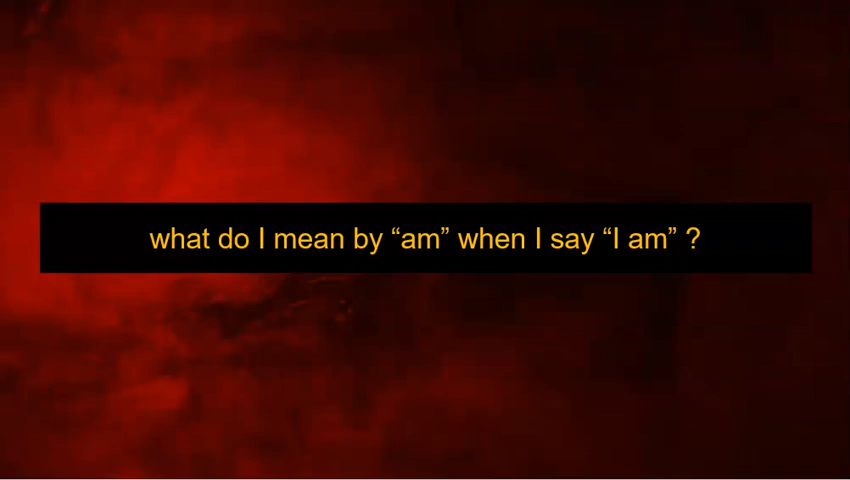 what do I mean by “am” when I say “I am” ?